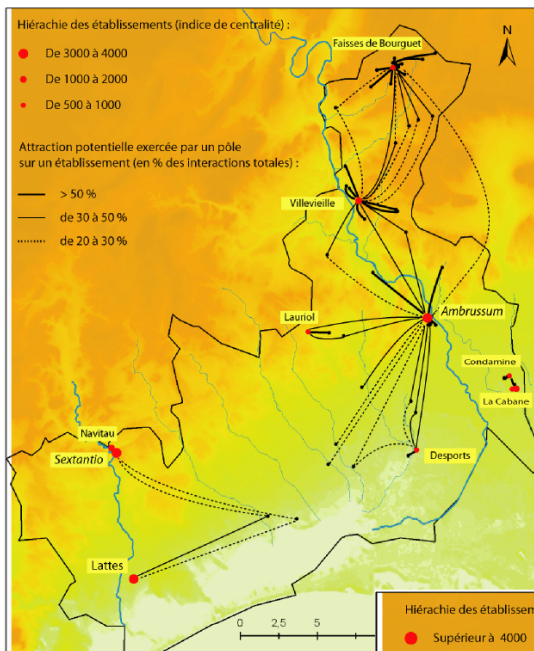 Hiérachie des établissements (indice de centralité) :
De 3000 à 4000
De 1000 à 2000
De 500 à 1000
Attraction potentielle exercée par un pôle
sur un établissement (en % des interactions totales) :
> 50 %
de 30 à 50 %
de 20 à 30 %
Faisses de Bourguet
N
Villevieille
Ambrussum
Lauriol
Condamine
La Cabane
Navitau
Sextantio
Desports
Lattes
0 2,5 5
Hiérachie des établissem
Supérieur à 4000